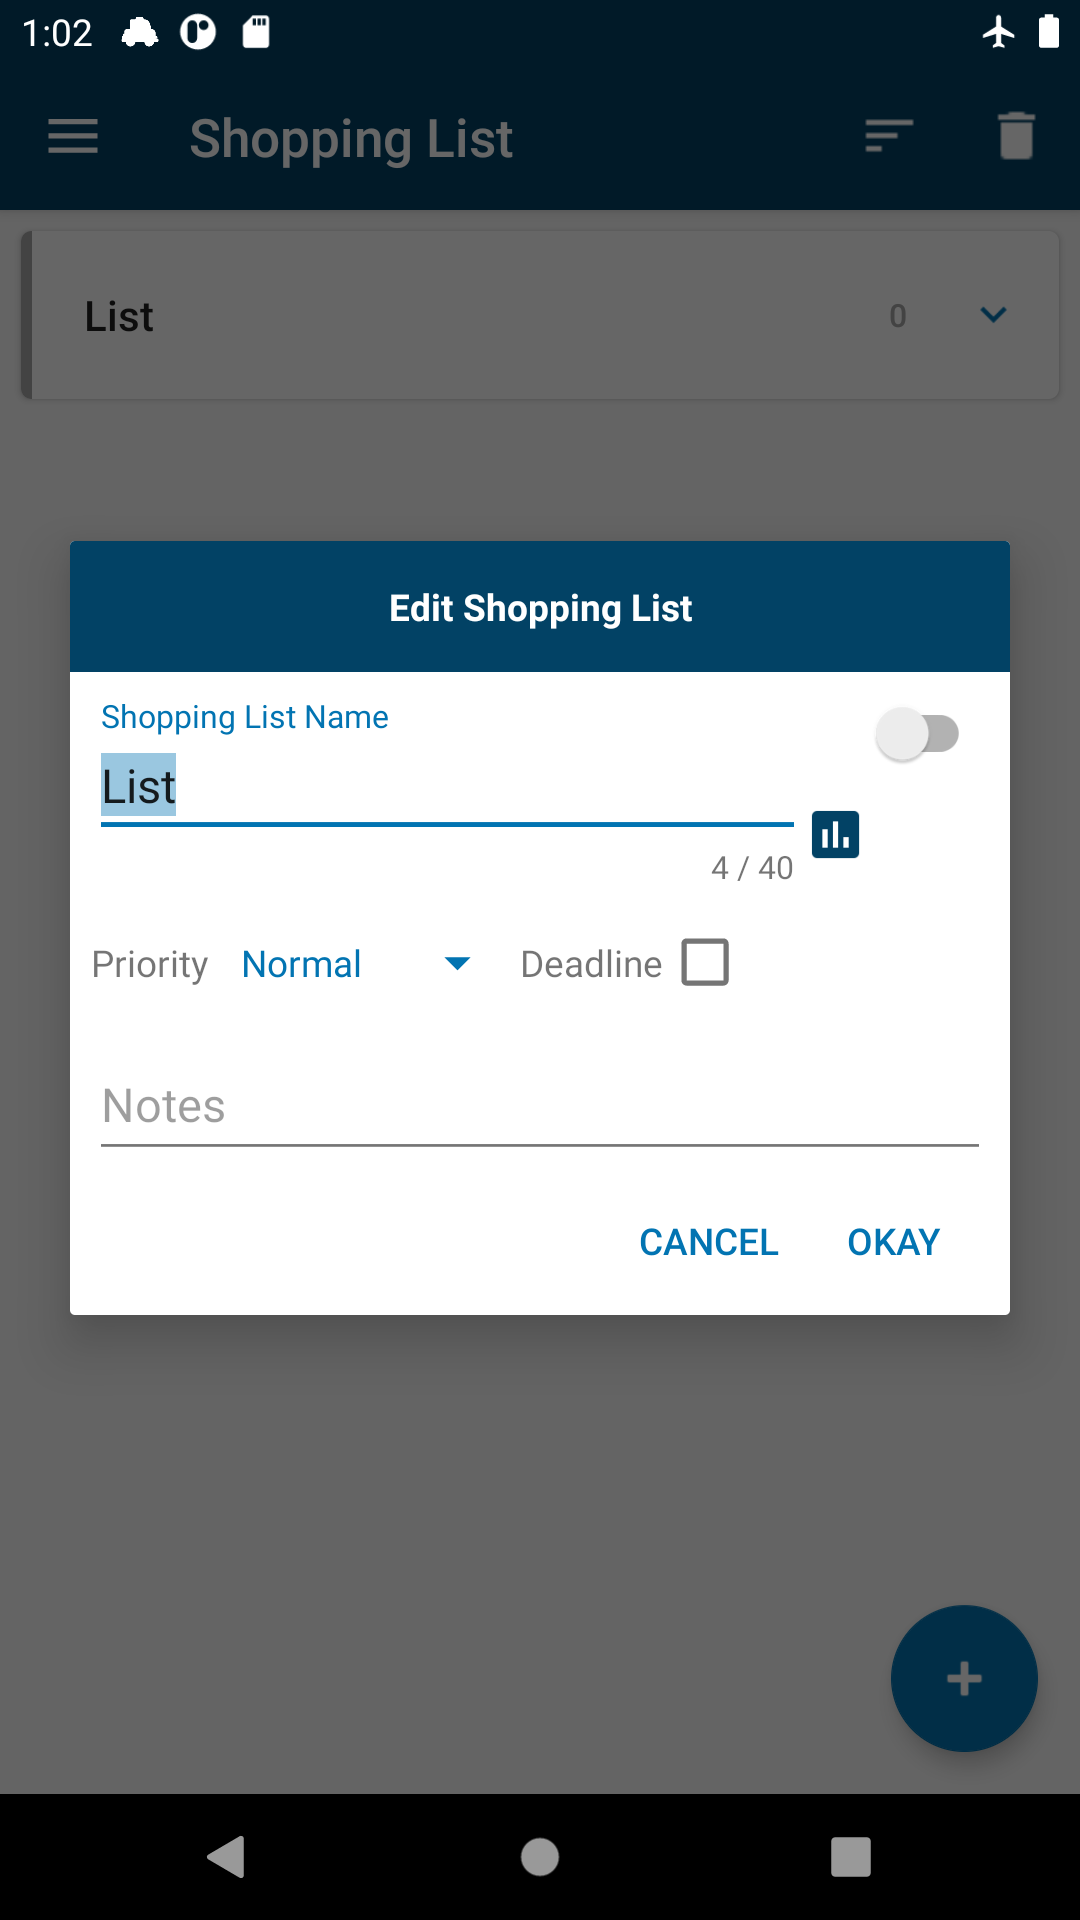 1:02
Shopping List
List 0
Edit Shopping List
Shopping List Name
List
4 / 40
Priority Normal Deadline
Notes
CANCEL OKAY